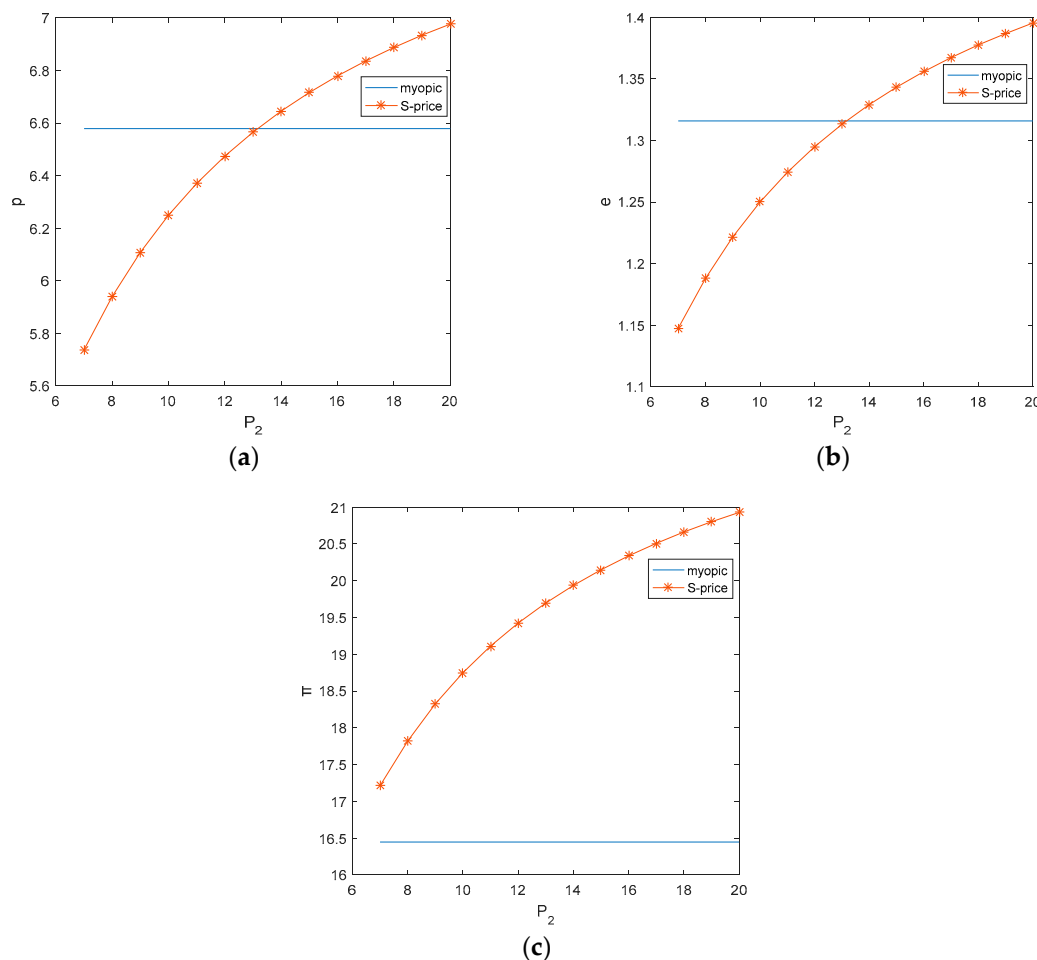 7
6.8
6.6
6.4
6.2
6
5.8
5.6
p
6 8 10 12 14 16 18 20
P2
myopic
S-price
(a)
1.4
1.35
1.3
1.25
1.2
1.15
1.1
e
6 8 10 12 14 16 18 20
P2
myopic
S-price
(b)
21
20.5
20
19.5
19
18.5
18
17.5
17
16.5
16
π
6 8 10 12 14 16 18 20
P2
myopic
S-price
(c)